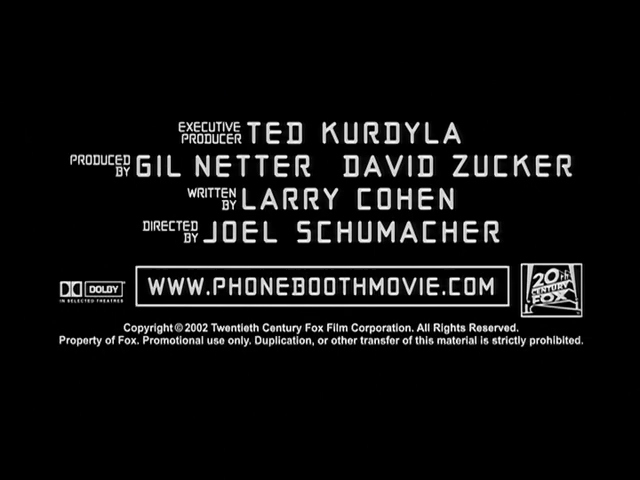 EXECUTIVE PRODUCER TED KURDYLA
PRODUCED BY GIL NETTER DAVID ZUCKER
WRITTEN BY LARRY COHEN
DIRECTED BY JOEL SCHUMACHER
DOLBY
IN SELECTED THEATRES
WWW.PHONEBOOTHMOVIE.COM
20th CENTURY FOX
Copyright © 2002 Twentieth Century Fox Film Corporation. All Rights Reserved.
Property of Fox. Promotional use only. Duplication, or other transfer of this material is strictly prohibited.